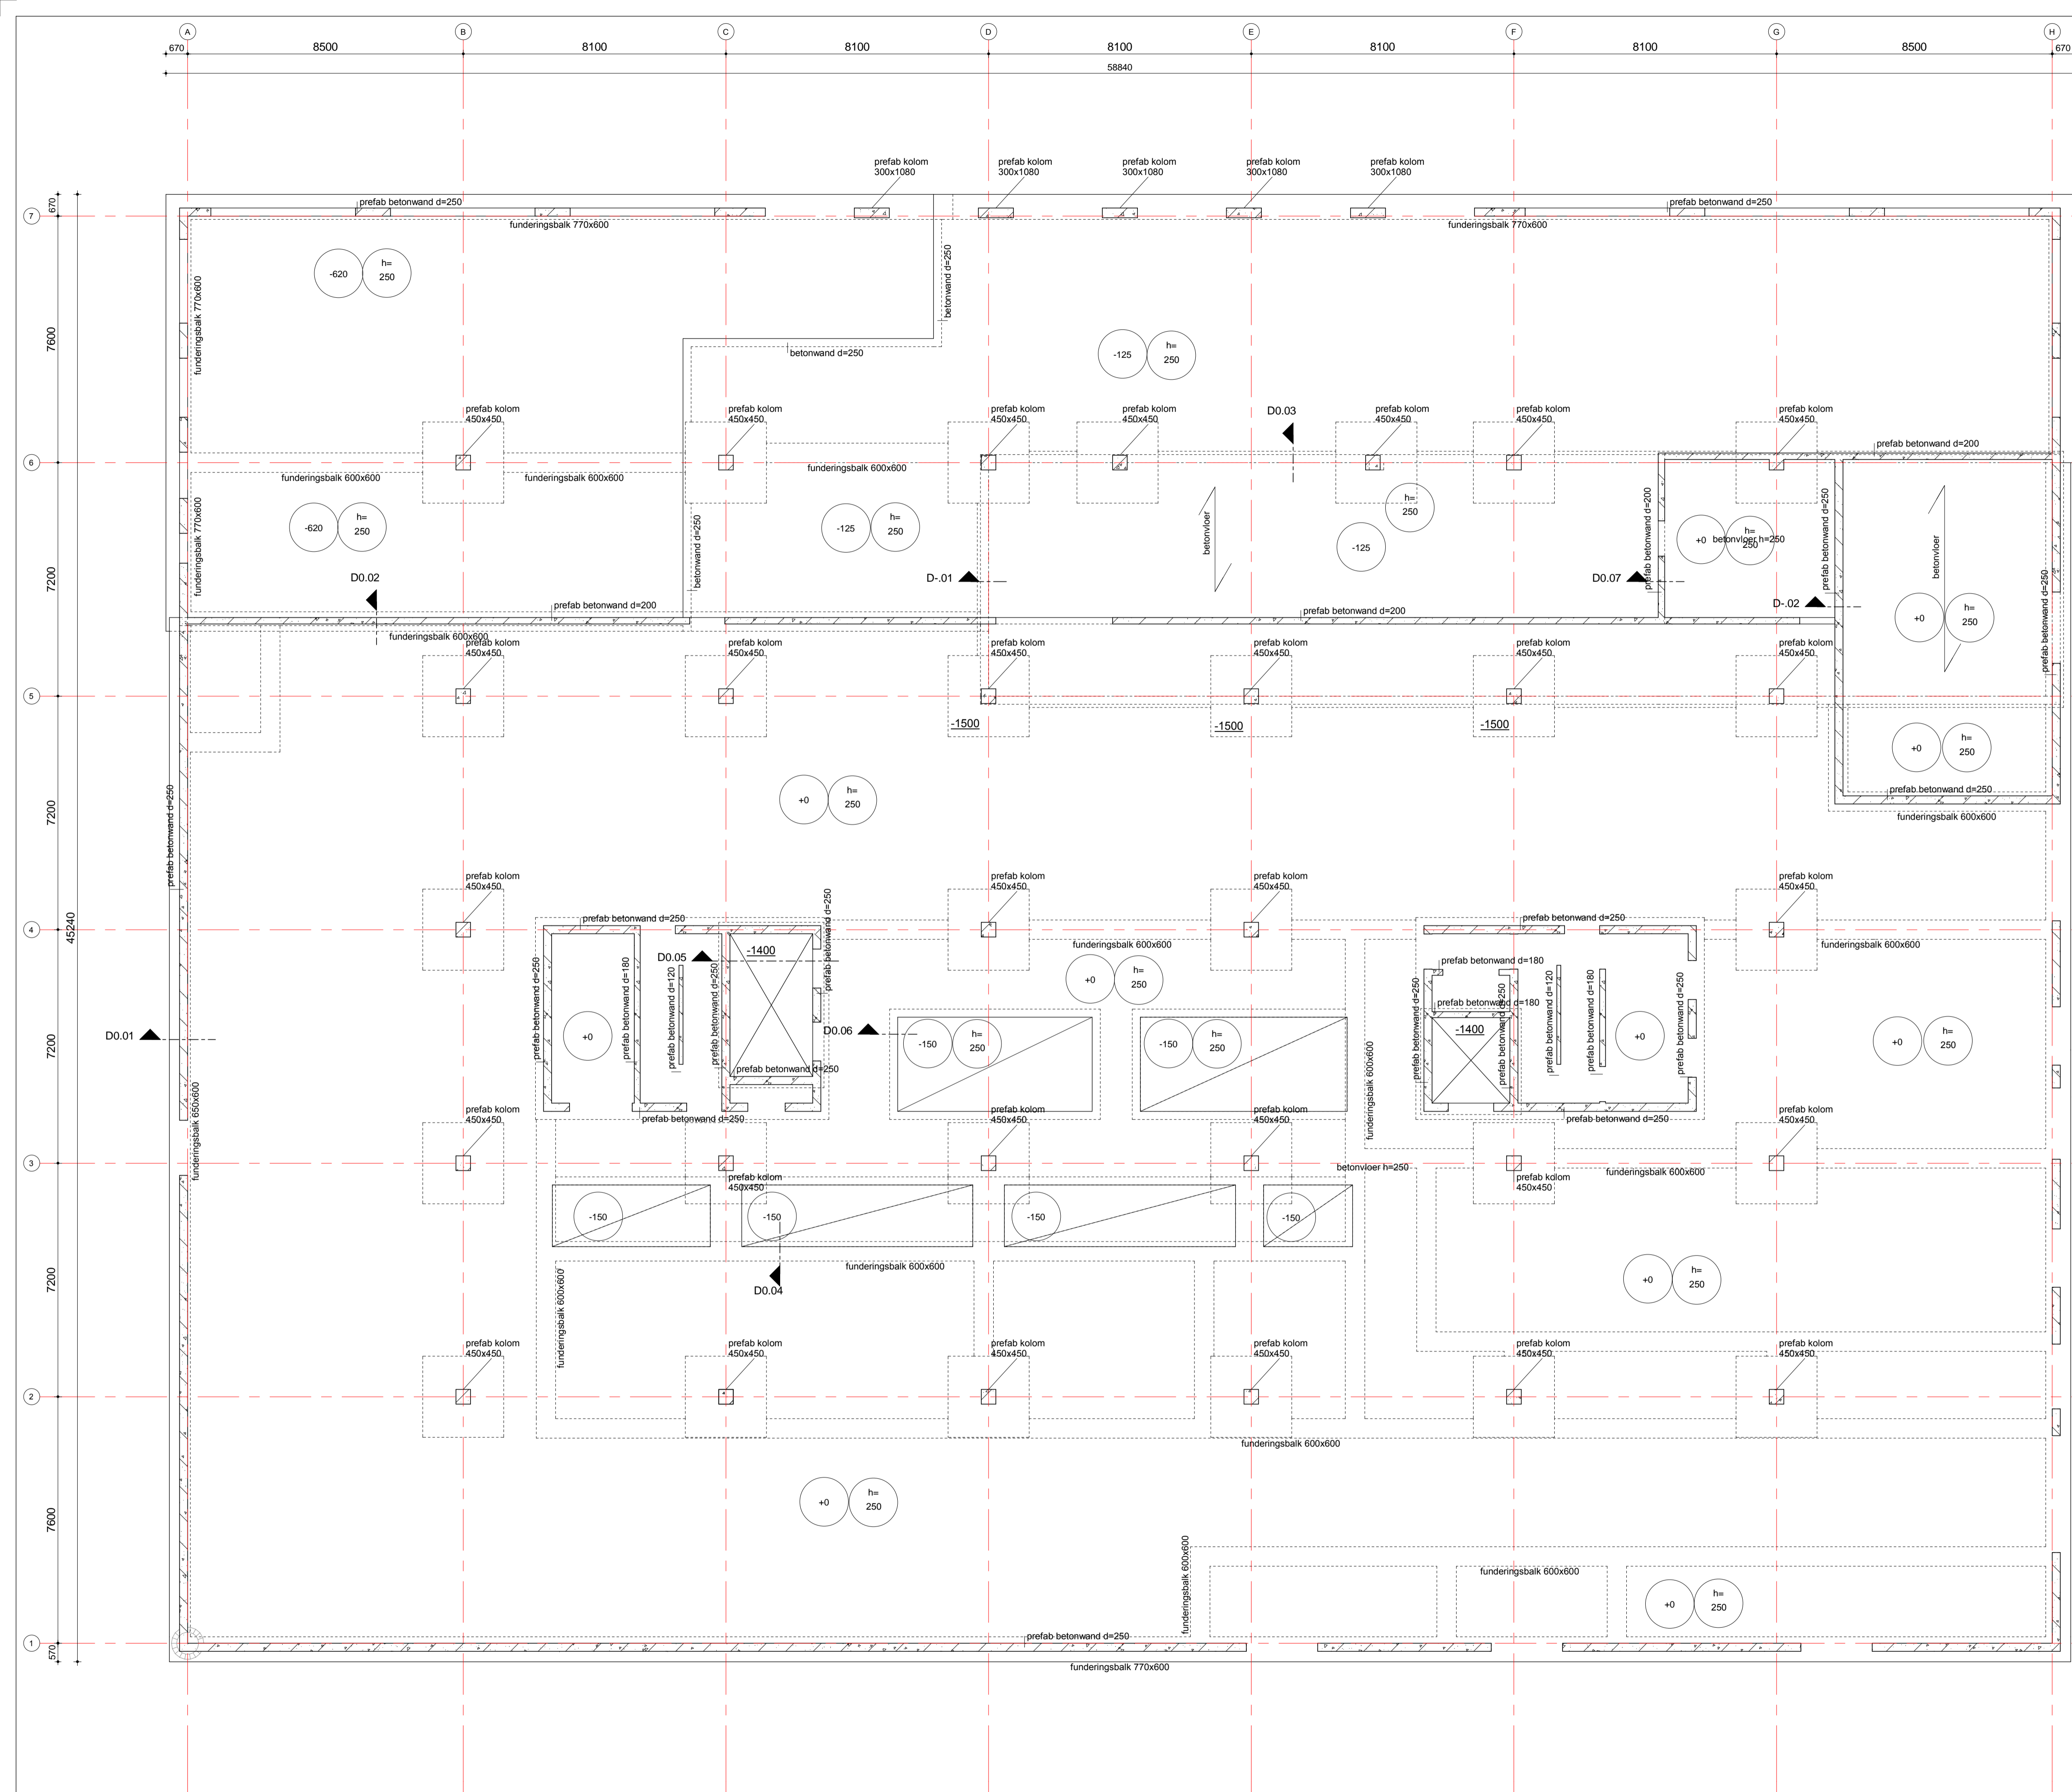 A
B
C
D
E
F
G
H
670
8500
8100
8100
8100
8100
8100
8500
670
58840
prefab kolom
300x1080
prefab kolom
300x1080
prefab kolom
300x1080
prefab kolom
300x1080
prefab kolom
300x1080
670
7
prefab betonwand d=250
prefab betonwand d=250
funderingsbalk 770x600
funderingsbalk 770x600
betonwand d=250
-620
h=
250
funderingsbalk 770x600
7600
betonwand d=250
-125
h=
250
D0.03
prefab kolom
450x450
prefab kolom
450x450
prefab kolom
450x450
prefab kolom
450x450
prefab kolom
450x450
prefab kolom
450x450
prefab kolom
450x450
prefab betonwand d=200
6
funderingsbalk 600x600
funderingsbalk 600x600
funderingsbalk 600x600
funderingsbalk 770x600
-620
h=
250
betonwand d=250
-125
h=
250
betonvloer
h=
250
-125
prefab betonwand d=200
+0
h=
250
betonvloer h=250
prefab betonwand d=250
betonvloer
prefab betonwand d=250
7200
D0.02
D-.01
D0.07
D-.02
+0
h=
250
prefab betonwand d=200
prefab betonwand d=200
funderingsbalk 600x600
prefab kolom
450x450
prefab kolom
450x450
prefab kolom
450x450
prefab kolom
450x450
prefab kolom
450x450
prefab kolom
450x450
5
-1500
-1500
-1500
+0
h=
250
prefab betonwand d=250
funderingsbalk 600x600
7200
prefab betonwand d=250
+0
h=
250
45240
prefab kolom
450x450
prefab kolom
450x450
prefab kolom
450x450
prefab kolom
450x450
4
prefab betonwand d=250
prefab betonwand d=250
prefab betonwand d=250
funderingsbalk 600x600
funderingsbalk 600x600
-1400
D0.05
prefab betonwand d=250
prefab betonwand d=180
prefab betonwand d=120
prefab betonwand d=250
+0
h=
250
prefab betonwand d=180
prefab betonwand d=180
-1400
prefab betonwand d=250
prefab betonwand d=250
prefab betonwand d=120
prefab betonwand d=180
prefab betonwand d=250
D0.01
7200
+0
D0.06
-150
h=
250
-150
h=
250
+0
+0
h=
250
prefab betonwand d=250
funderingsbalk 600x600
funderingsbalk 650x600
prefab kolom
450x450
prefab betonwand d=250
prefab kolom
450x450
prefab kolom
450x450
prefab betonwand d=250
prefab kolom
450x450
3
betonvloer h=250
funderingsbalk 600x600
prefab kolom
450x450
prefab kolom
450x450
-150
-150
-150
-150
7200
funderingsbalk 600x600
funderingsbalk 600x600
D0.04
+0
h=
250
prefab kolom
450x450
prefab kolom
450x450
prefab kolom
450x450
prefab kolom
450x450
prefab kolom
450x450
prefab kolom
450x450
2
funderingsbalk 600x600
7600
+0
h=
250
funderingsbalk 600x600
funderingsbalk 600x600
+0
h=
250
1
prefab betonwand d=250
570
funderingsbalk 770x600